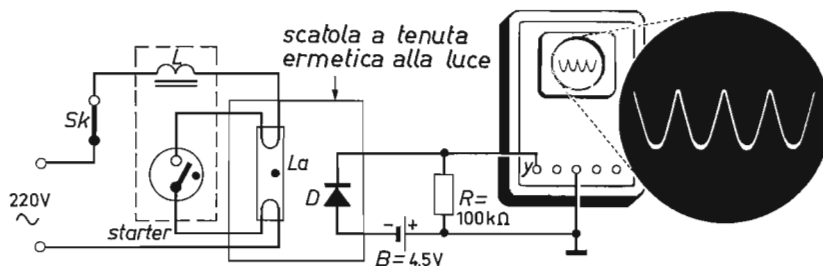 scatola a tenuta
ermetica alla luce
L
Sk
La
y
220V
~
D
R=
100kΩ
starter
- +
B = 4,5V